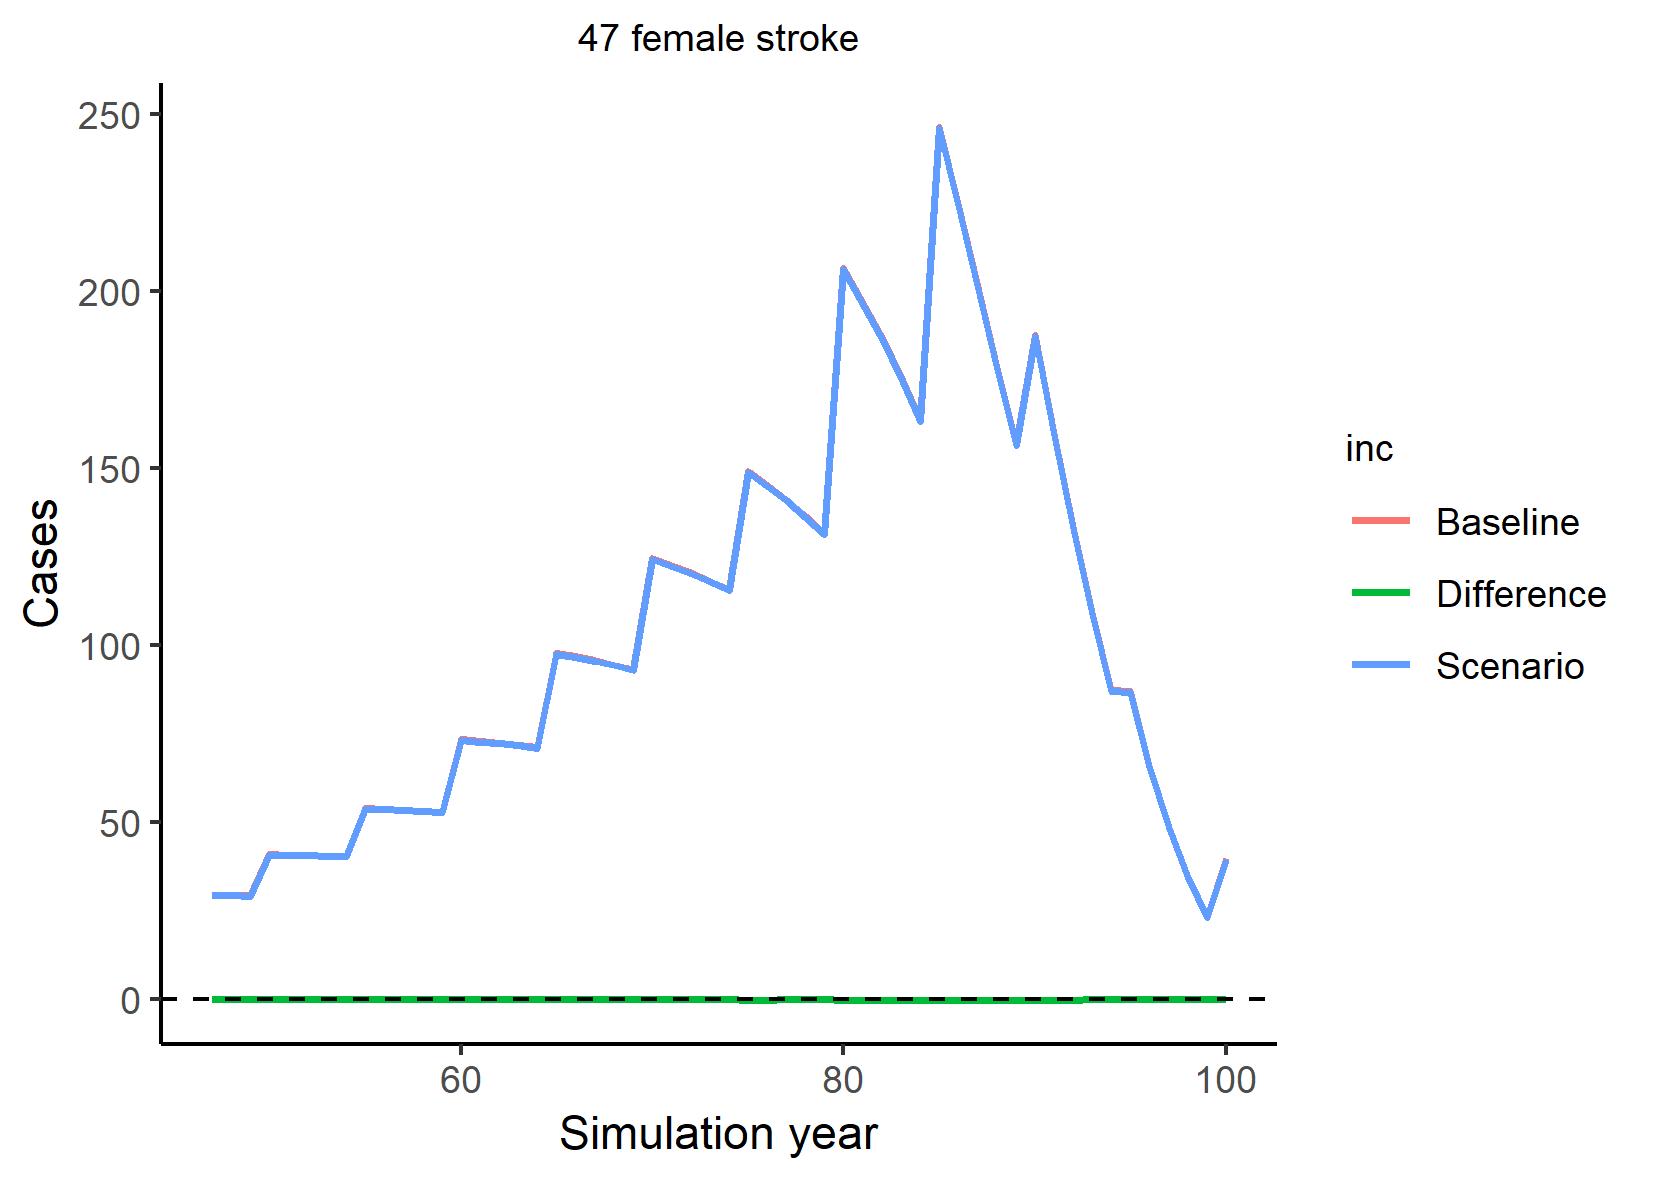 47 female stroke
250
200
150
100
50
0
Cases
60 80 100
Simulation year
inc
Baseline
Difference
Scenario